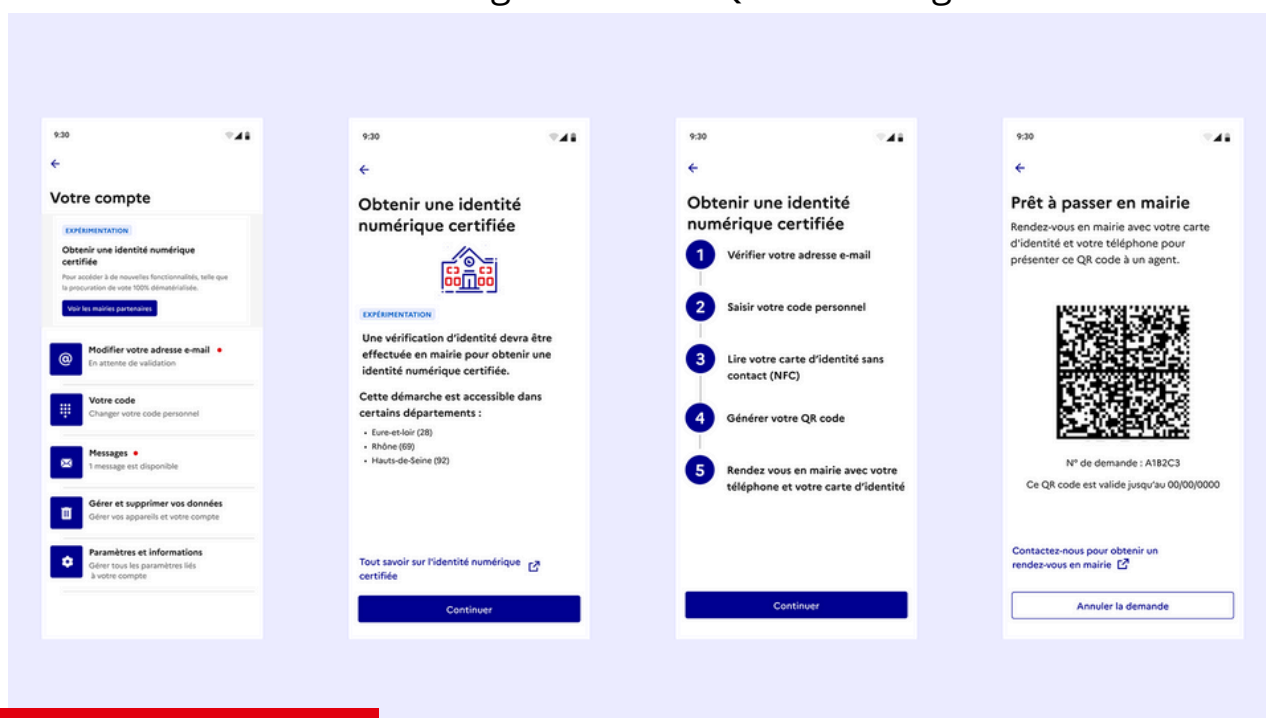 9:30
Votre compte
EXPÉRIMENTATION
Obtenir une identité numérique
certifiée
Pour accéder à de nouvelles fonctionnalités, telle que
la procuration de vote 100% dématérialisée.
Voir les mairies partenaires
Modifier votre adresse e-mail
En attente de validation
Votre code
Changer votre code personnel
Messages
1 message est disponible
Gérer et supprimer vos données
Gérer vos appareils et votre compte
Paramètres et informations
Gérer tous les paramètres liés
à votre compte
9:30
Obtenir une identité
numérique certifiée
EXPÉRIMENTATION
Une vérification d'identité devra être
effectuée en mairie pour obtenir une
identité numérique certifiée.
Cette démarche est accessible dans
certains départements :
• Eure-et-loir (28)
• Rhône (69)
• Hauts-de-Seine (92)
Tout savoir sur l'identité numérique
certifiée
Continuer
9:30
Obtenir une identité
numérique certifiée
1 Vérifier votre adresse e-mail
2 Saisir votre code personnel
3 Lire votre carte d'identité sans
contact (NFC)
4 Générer votre QR code
5 Rendez vous en mairie avec votre
téléphone et votre carte d'identité
Continuer
9:30
Prêt à passer en mairie
Rendez-vous en mairie avec votre carte
d'identité et votre téléphone pour
présenter ce QR code à un agent.
N° de demande : A1B2C3
Ce QR code est valide jusqu'au 00/00/0000
Contactez-nous pour obtenir un
rendez-vous en mairie
Annuler la demande